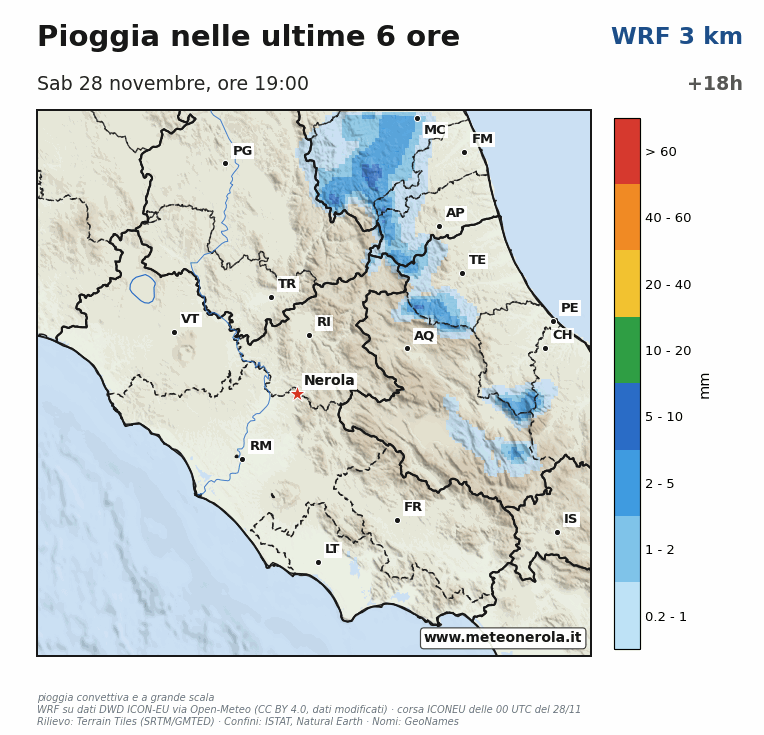 Pioggia nelle ultime 6 ore
WRF 3 km
Sab 28 novembre, ore 19:00
+18h
MC
FM
PG
AP
TE
TR
PE
VT
RI
AQ
CH
Nerola
RM
FR
IS
LT
www.meteonerola.it
> 60
40 - 60
20 - 40
10 - 20
5 - 10
2 - 5
1 - 2
0.2 - 1
mm
pioggia convettiva e a grande scala
WRF su dati DWD ICON-EU via Open-Meteo (CC BY 4.0, dati modificati) · corsa ICONEU delle 00 UTC del 28/11
Rilievo: Terrain Tiles (SRTM/GMTED) · Confini: ISTAT, Natural Earth · Nomi: GeoNames